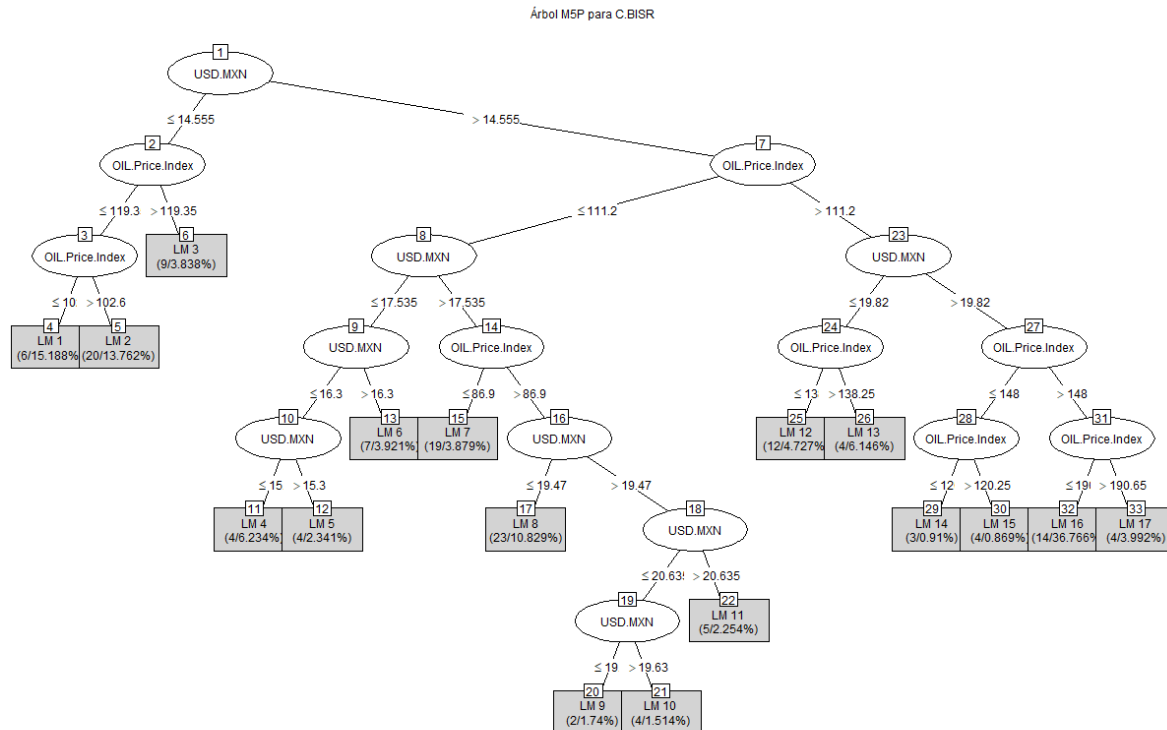 Árbol M5P para C.BISR
1
USD.MXN
≤ 14.555
> 14.555
2
OIL.Price.Index
7
OIL.Price.Index
≤ 119.3
> 119.35
≤ 111.2
> 111.2
3
OIL.Price.Index
6
LM 3
(9/3.838%)
8
USD.MXN
23
USD.MXN
≤ 10.
> 102.6
≤ 17.535
> 17.535
≤ 19.82
> 19.82
4
LM 1
(6/15.188%)
5
LM 2
(20/13.762%)
9
USD.MXN
14
OIL.Price.Index
24
OIL.Price.Index
27
OIL.Price.Index
≤ 16.3
> 16.3
≤ 86.9
> 86.9
≤ 13
> 138.25
≤ 148
> 148
10
USD.MXN
13
LM 6
(7/3.921%)
15
LM 7
(19/3.879%)
16
USD.MXN
25
LM 12
(12/4.727%
26
LM 13
(4/6.146%)
28
OIL.Price.Index
31
OIL.Price.Index
≤ 15
> 15.3
≤ 19.47
> 19.47
≤ 12
> 120.25
≤ 190
> 190.65
11
LM 4
(4/6.234%)
12
LM 5
(4/2.341%)
17
LM 8
(23/10.829%)
18
USD.MXN
29
LM 14
(3/0.91%)
30
LM 15
(4/0.869%)
32
LM 16
(14/36.766%
33
LM 17
(4/3.992%)
≤ 20.635
> 20.635
19
USD.MXN
22
LM 11
(5/2.254%)
≤ 19
> 19.63
20
LM 9
(2/1.74%)
21
LM 10
(4/1.514%)